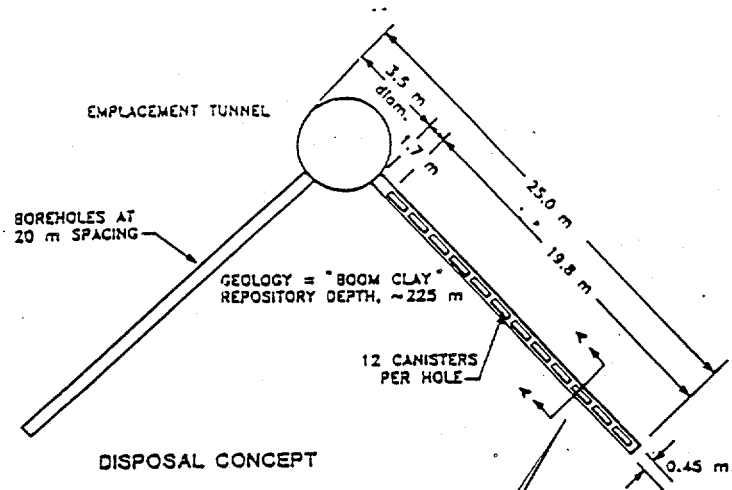 3.5 m
diam.
1.7 m
25.0 m
19.8 m
EMPLACEMENT TUNNEL
BOREHOLES AT
20 m SPACING
GEOLOGY = "BOOM CLAY"
REPOSITORY DEPTH, ~225 m
12 CANISTERS
PER HOLE
A
A
0.45 m
DISPOSAL CONCEPT